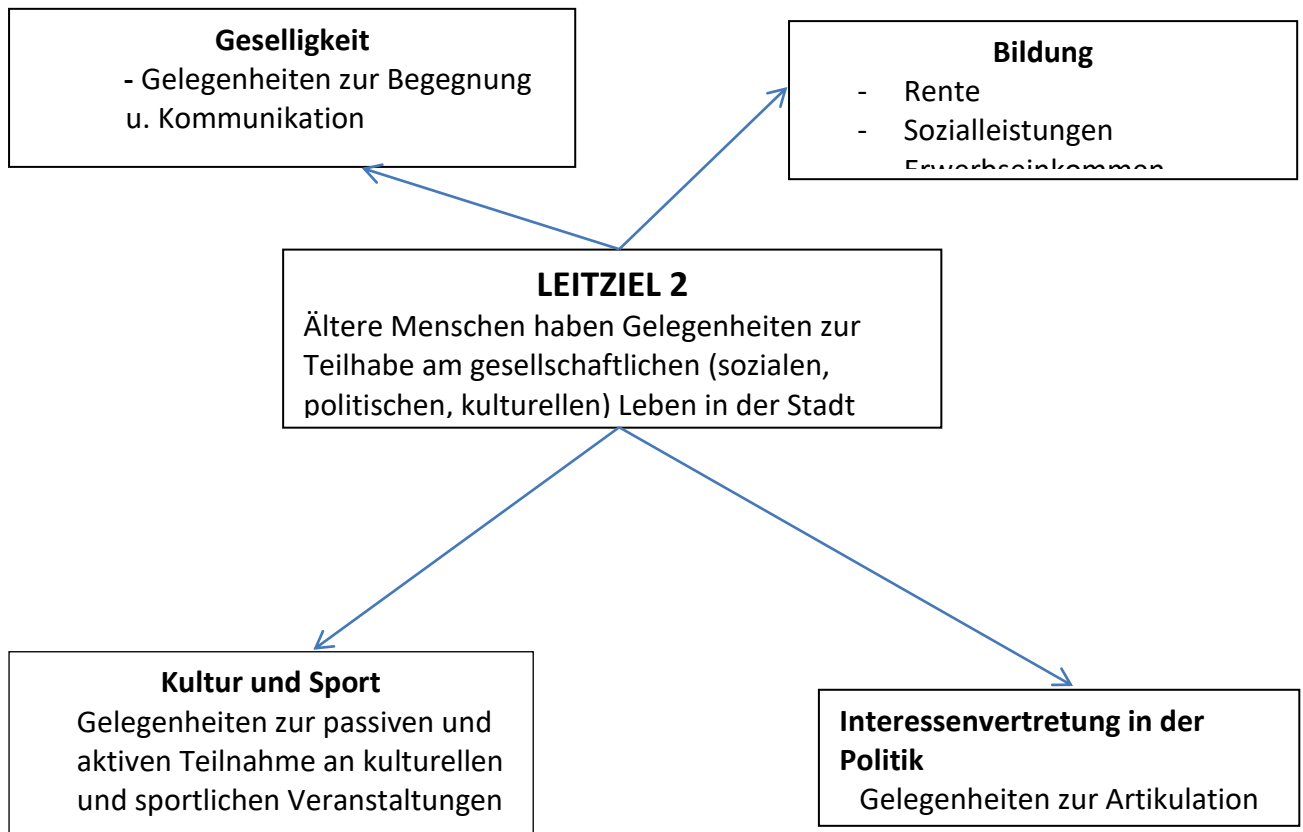 Geselligkeit
- Gelegenheiten zur Begegnung
u. Kommunikation
Bildung
- Rente
- Sozialleistungen
Erwerbseinkommen
LEITZIEL 2
Ältere Menschen haben Gelegenheiten zur
Teilhabe am gesellschaftlichen (sozialen,
politischen, kulturellen) Leben in der Stadt
Kultur und Sport
Gelegenheiten zur passiven und
aktiven Teilnahme an kulturellen
und sportlichen Veranstaltungen
Interessenvertretung in der
Politik
Gelegenheiten zur Artikulation